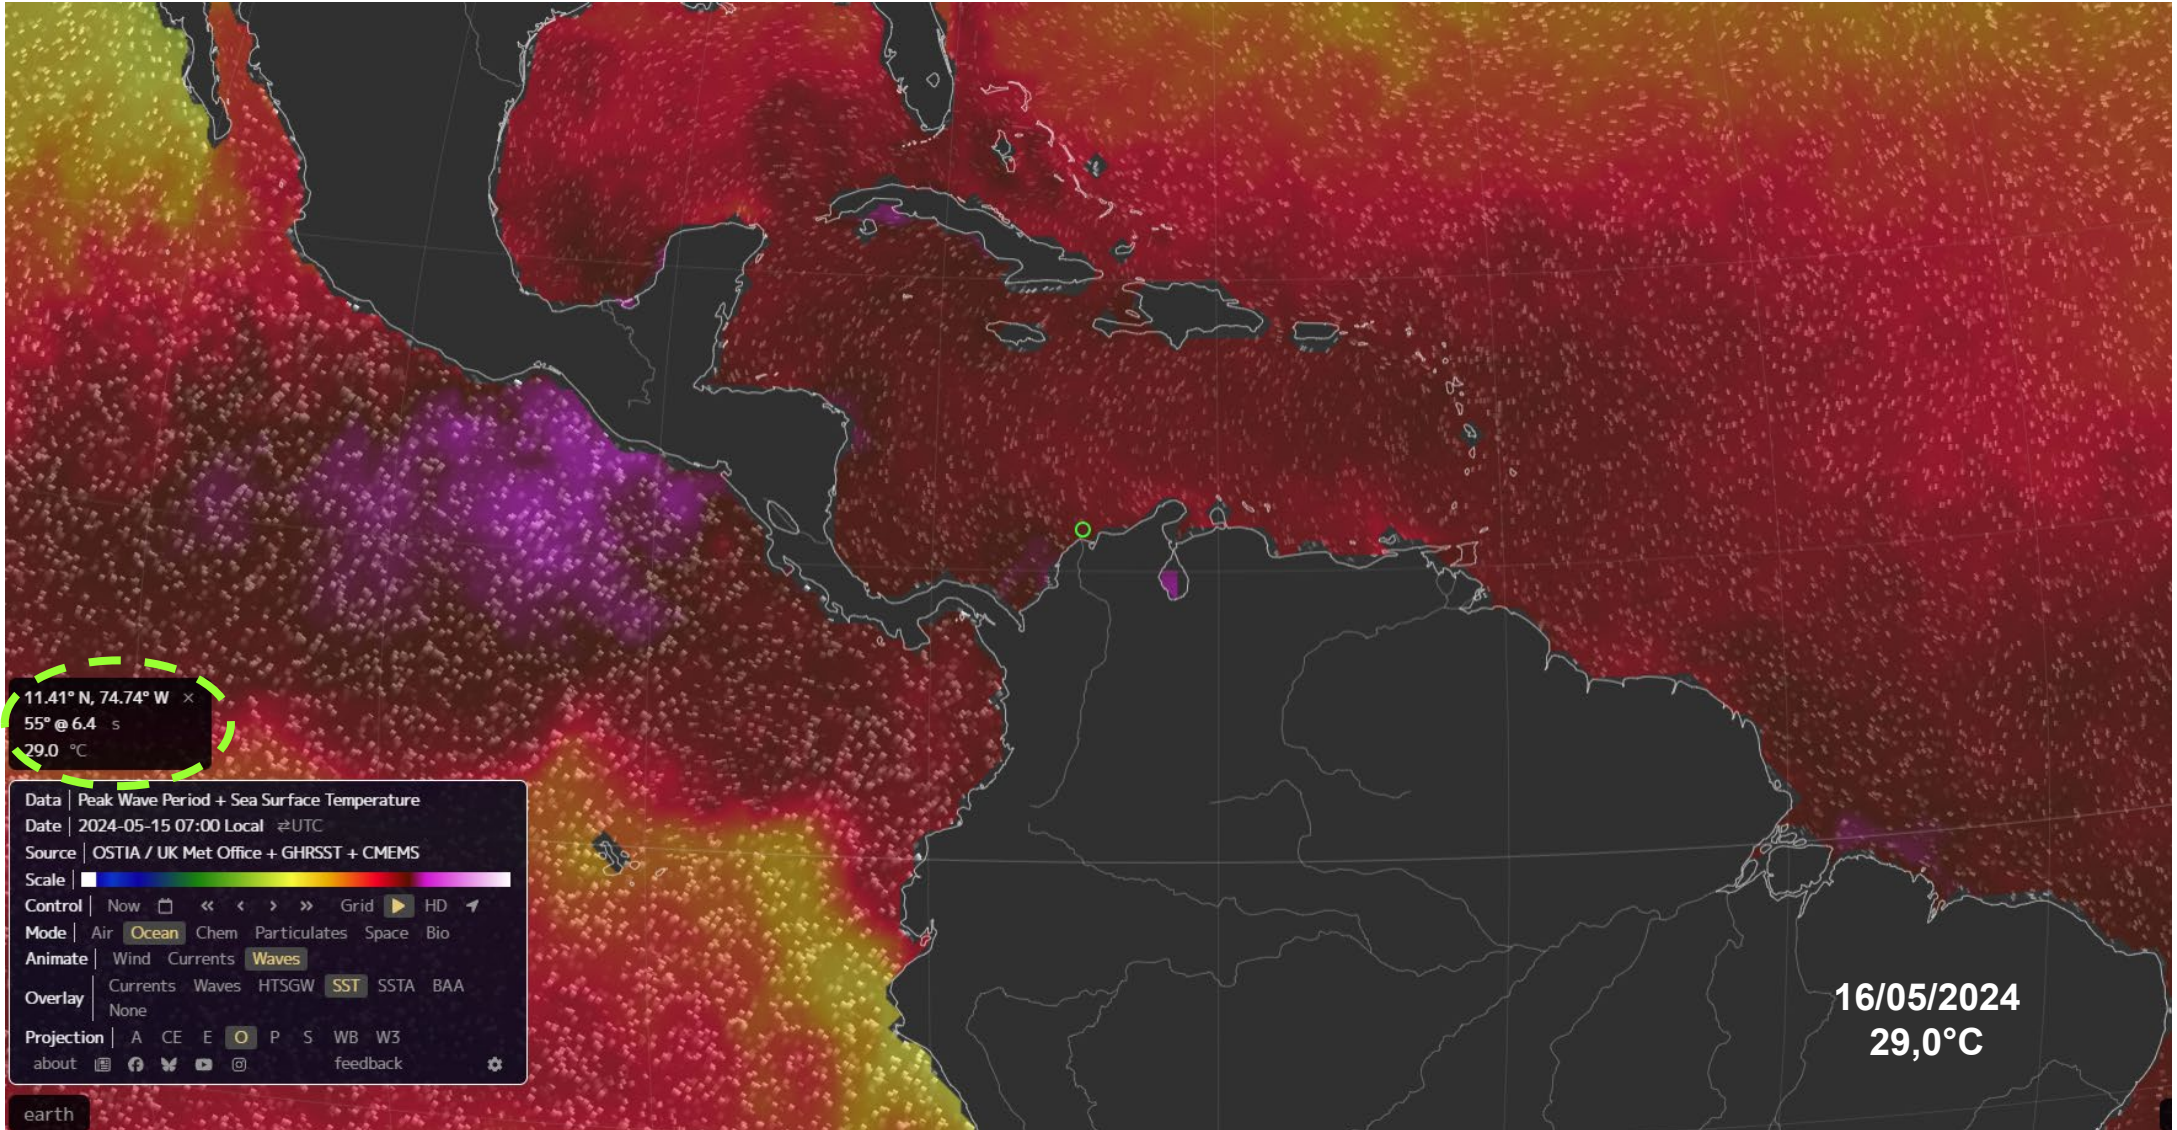 11.41° N, 74.74° W ×
55° @ 6.4 s
29.0 °C
Data | Peak Wave Period + Sea Surface Temperature
Date | 2024-05-15 07:00 Local ⇄UTC
Source | OSTIA / UK Met Office + GHRSST + CMEMS
Scale
Control | Now « ‹ › » Grid ▶ HD
Mode | Air Ocean Chem Particulates Space Bio
Animate | Wind Currents Waves
Overlay | Currents Waves HTSGW SST SSTA BAA
None
Projection | A CE E O P S WB W3
about feedback
earth
16/05/2024
29,0°C